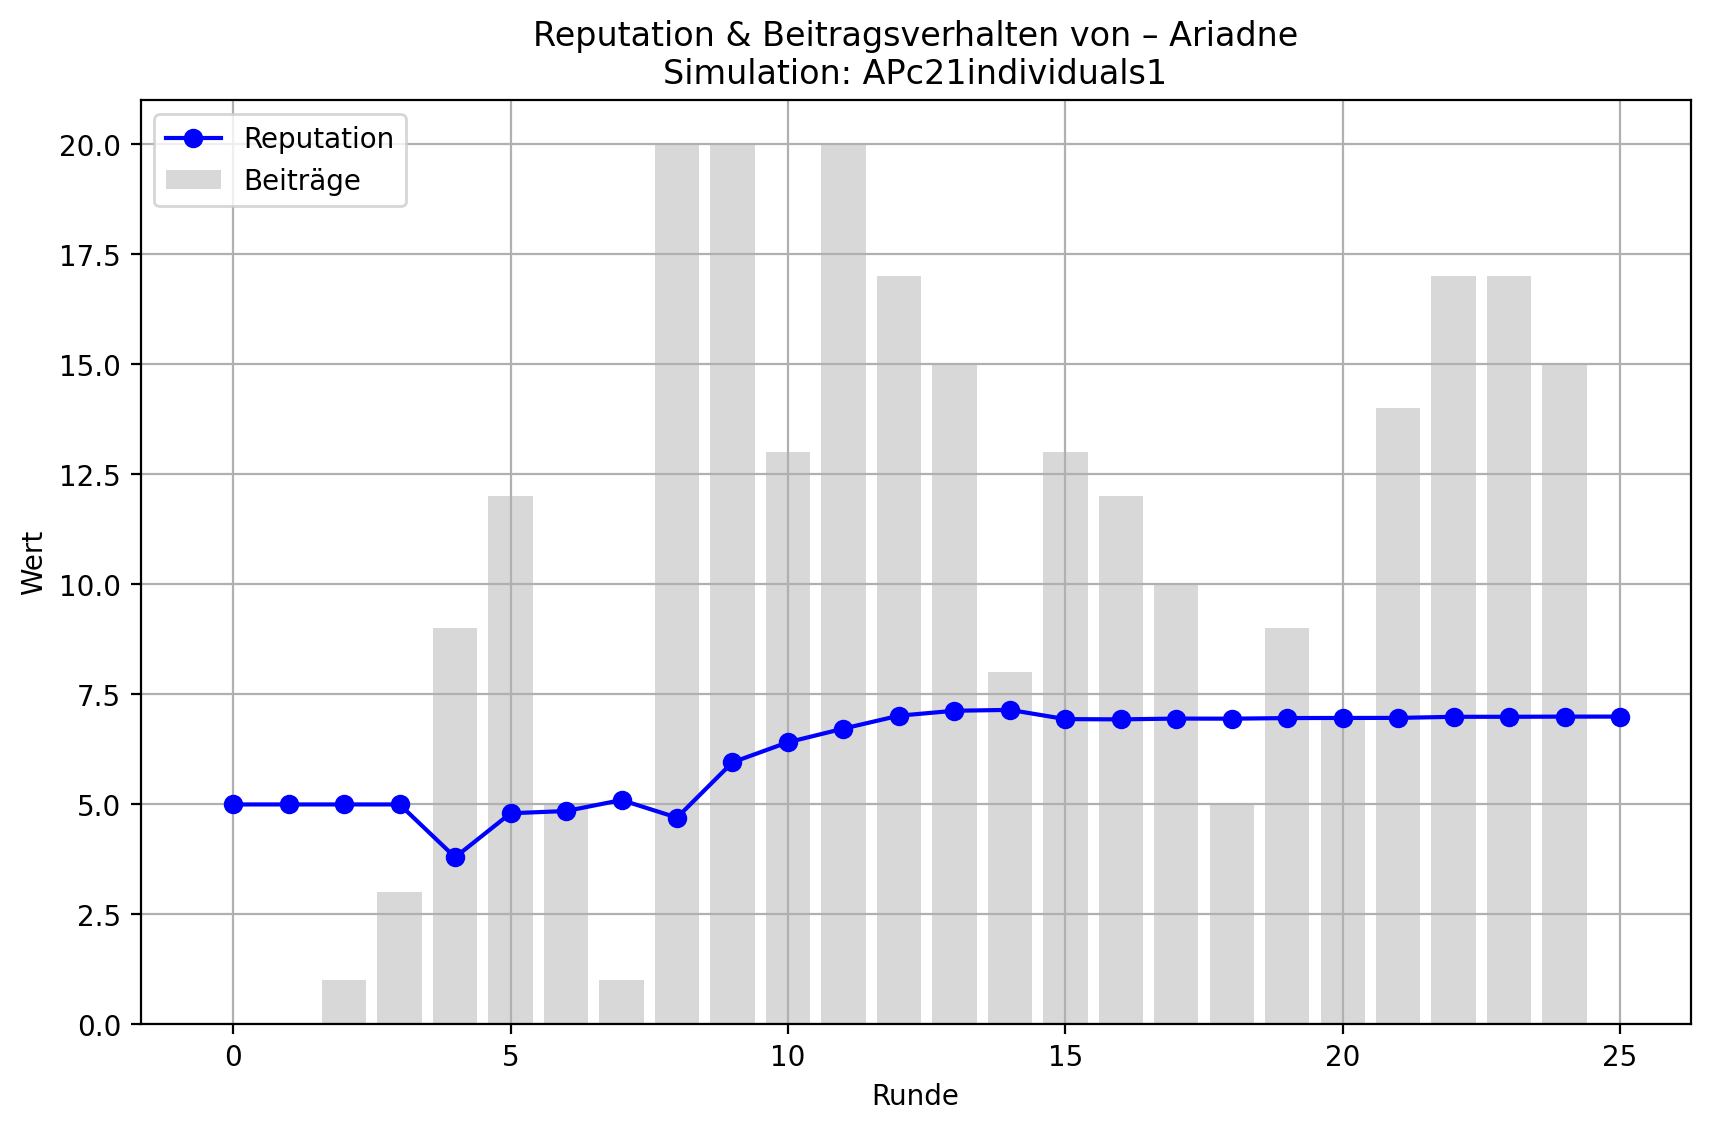 Reputation & Beitragsverhalten von – Ariadne
Simulation: APc21individuals1
Reputation
Beiträge
20.0
17.5
15.0
12.5
10.0
7.5
5.0
2.5
0.0
Wert
0 5 10 15 20 25
Runde